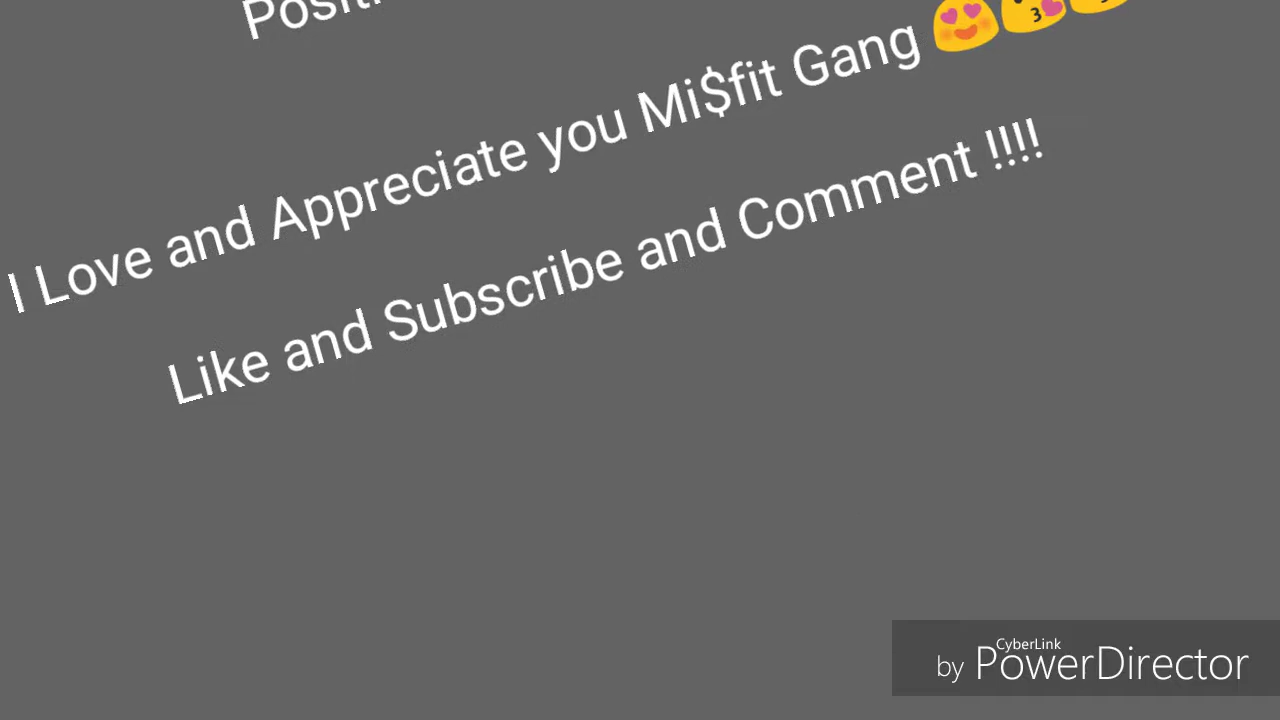 I Love and Appreciate you Mi$fit Gang 😍😘😘
Like and Subscribe and Comment !!!!
CyberLink
by PowerDirector